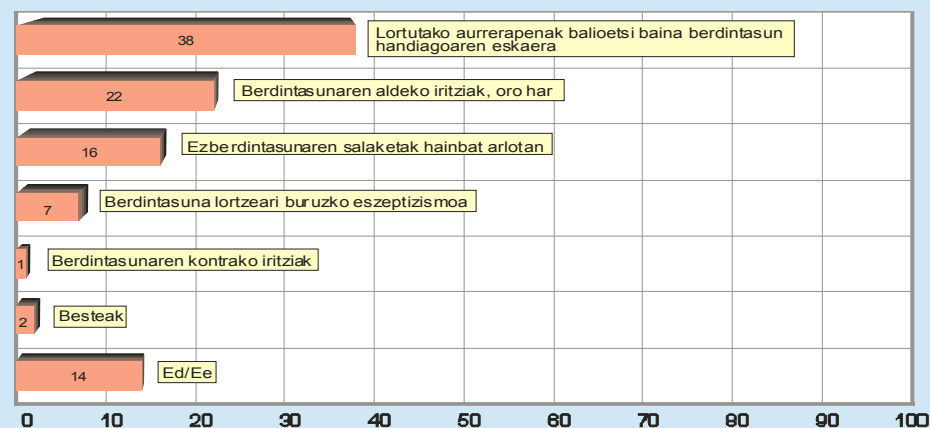 38
Lortutako aurrerapenak balioetsi baina berdintasun
handiagoaren eskaera
22
Berdintasunaren aldeko iritziak, oro har
16
Ezberdintasunaren salaketak hainbat arlotan
7
Berdintasuna lortzeari buruzko eszeptizismoa
1
Berdintasunaren kontrako iritziak
2
Besteak
14
Ed/Ee
0 10 20 30 40 50 60 70 80 90 100